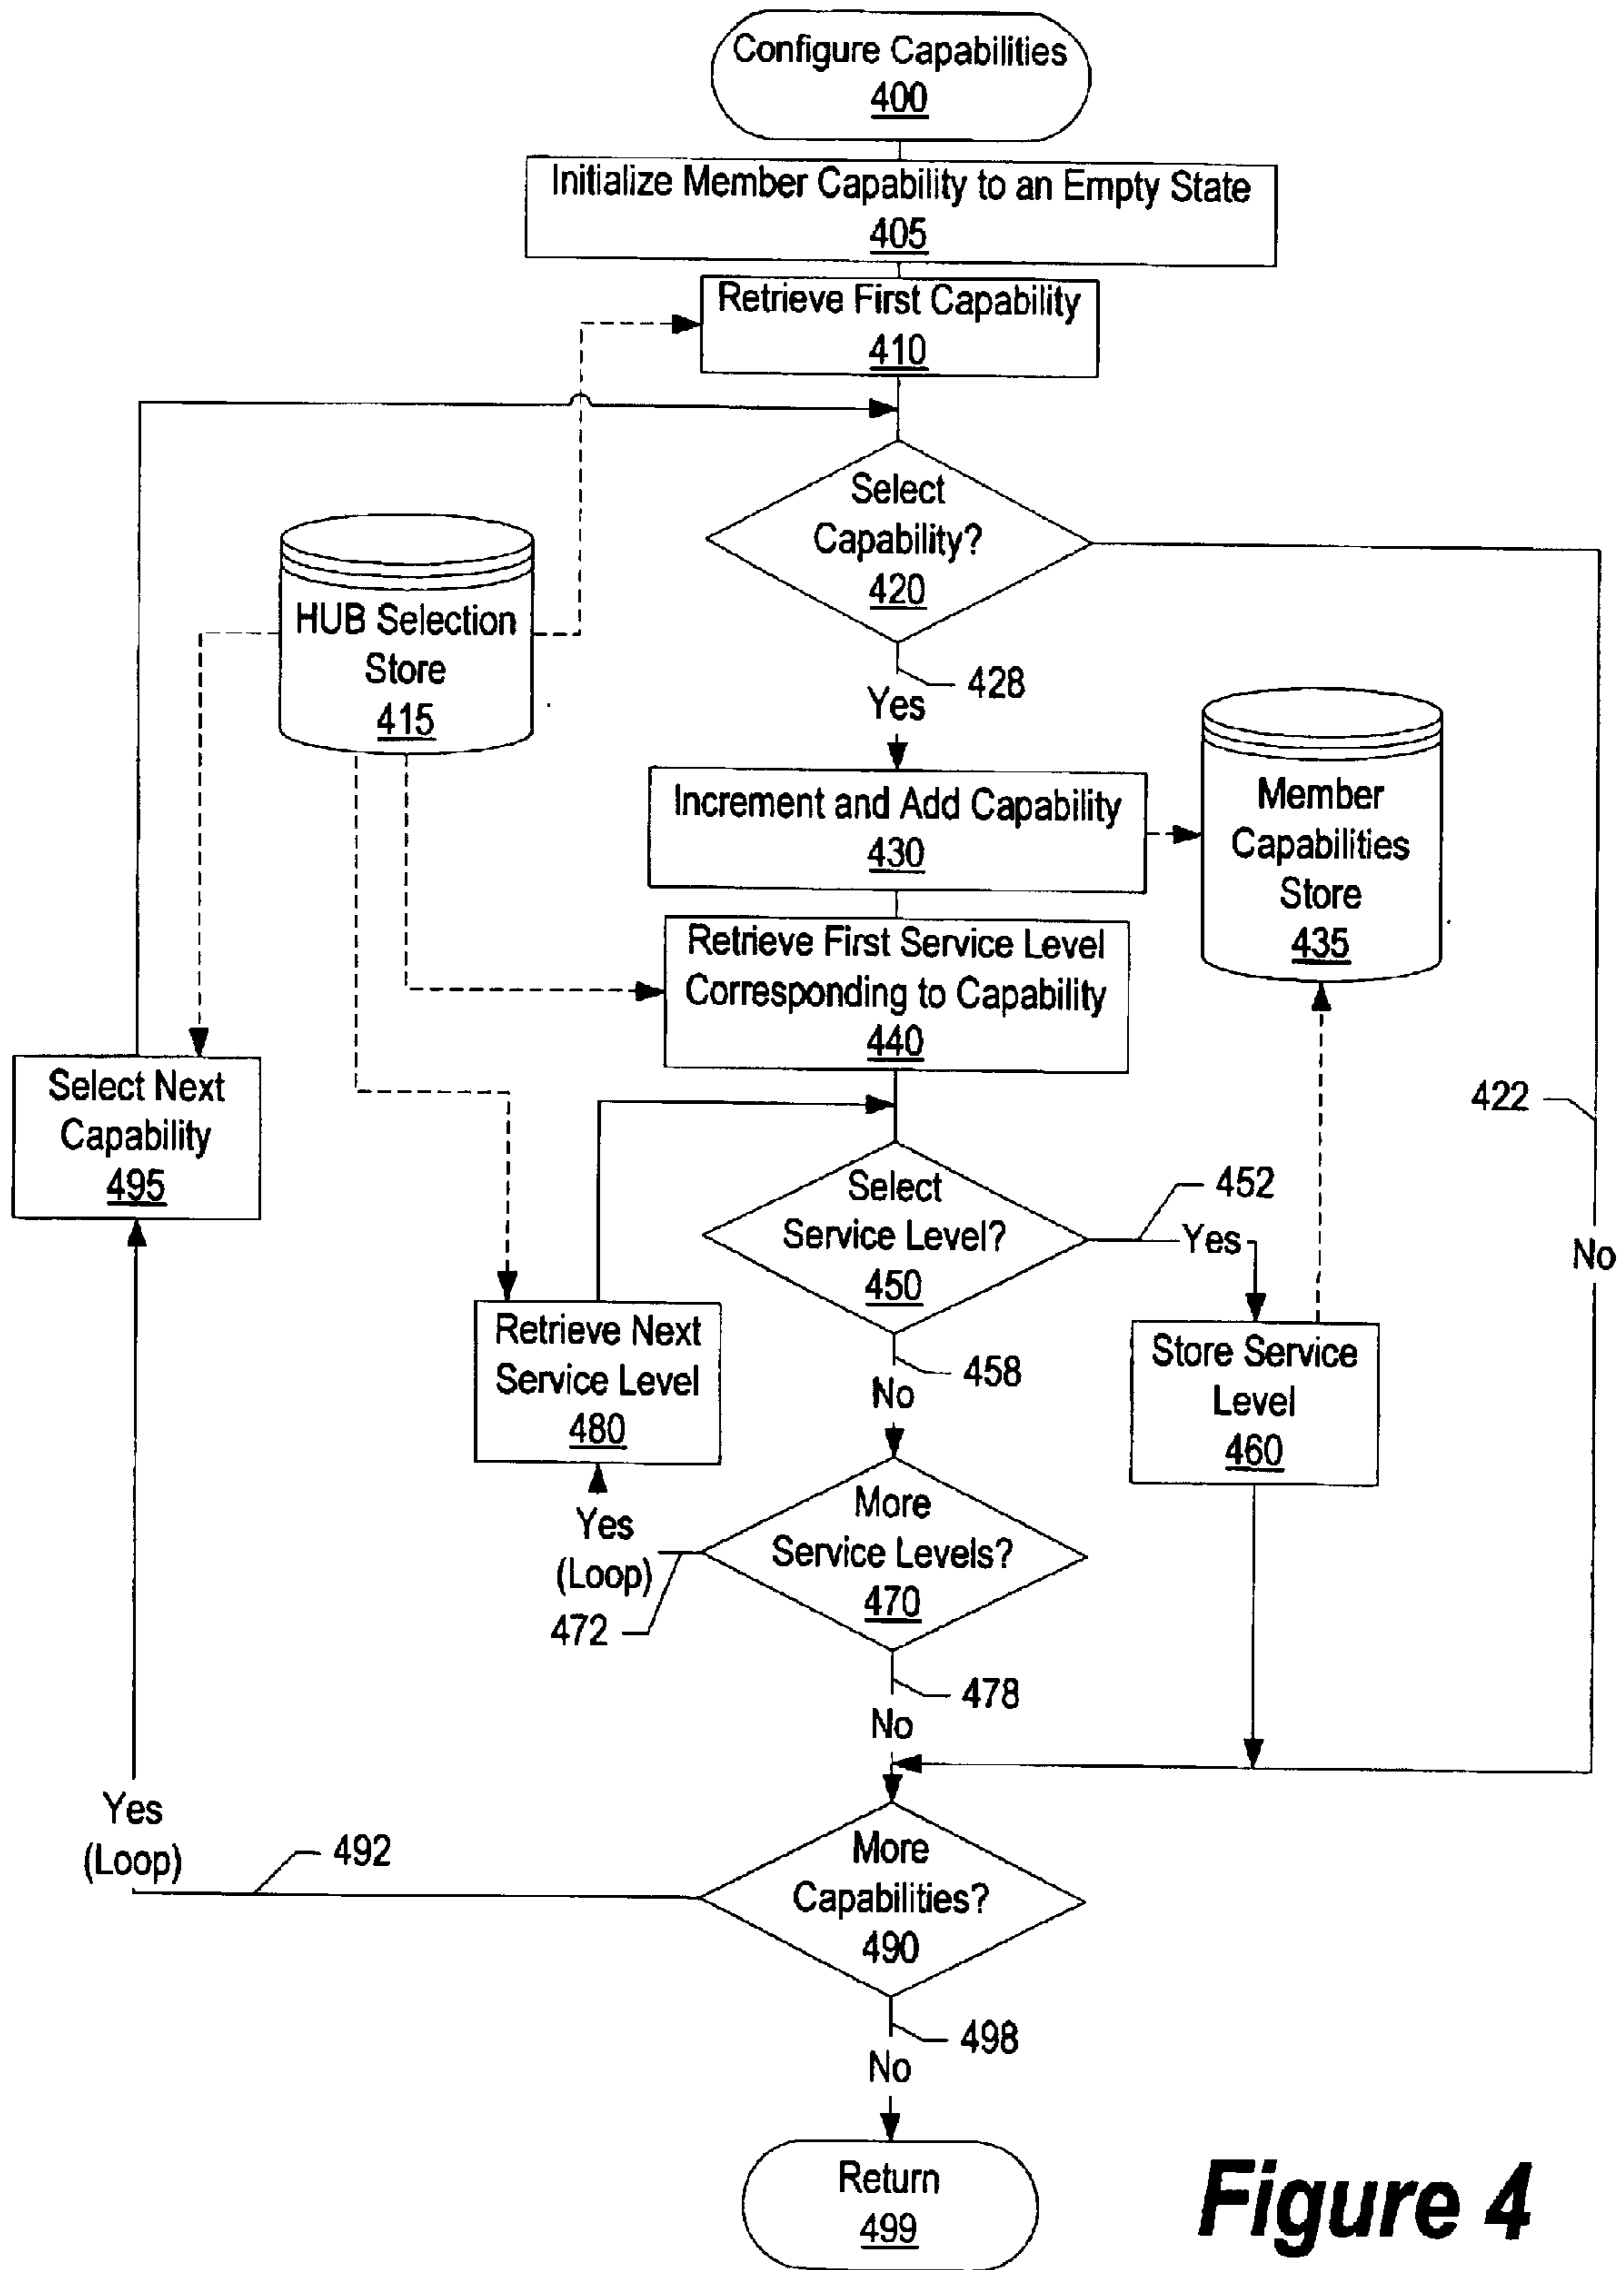 Configure Capabilities
400
Initialize Member Capability to an Empty State
405
Retrieve First Capability
410
Select
Capability?
420
HUB Selection
Store
415
428
Yes
Increment and Add Capability
430
Member
Capabilities
Store
435
Retrieve First Service Level
Corresponding to Capability
440
422
No
Select Next
Capability
495
Select
Service Level?
450
452
Yes
Retrieve Next
Service Level
480
458
No
Store Service
Level
460
Yes
(Loop)
472
More
Service Levels?
470
478
No
Yes
(Loop)
492
More
Capabilities?
490
498
No
Return
499
Figure 4